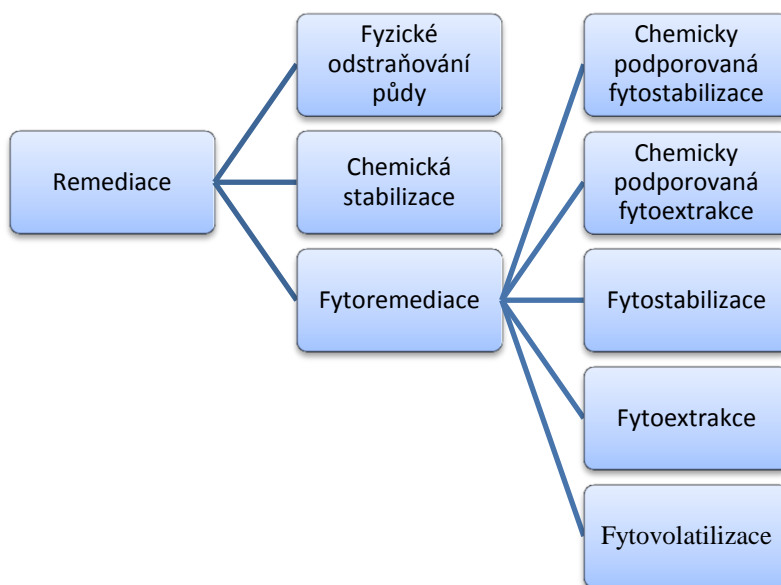 Remediace
Fyzické
odstraňování
půdy
Chemická
stabilizace
Fytoremediace
Chemicky
podporovaná
fytostabilizace
Chemicky
podporovaná
fytoextrakce
Fytostabilizace
Fytoextrakce
Fytovolatilizace